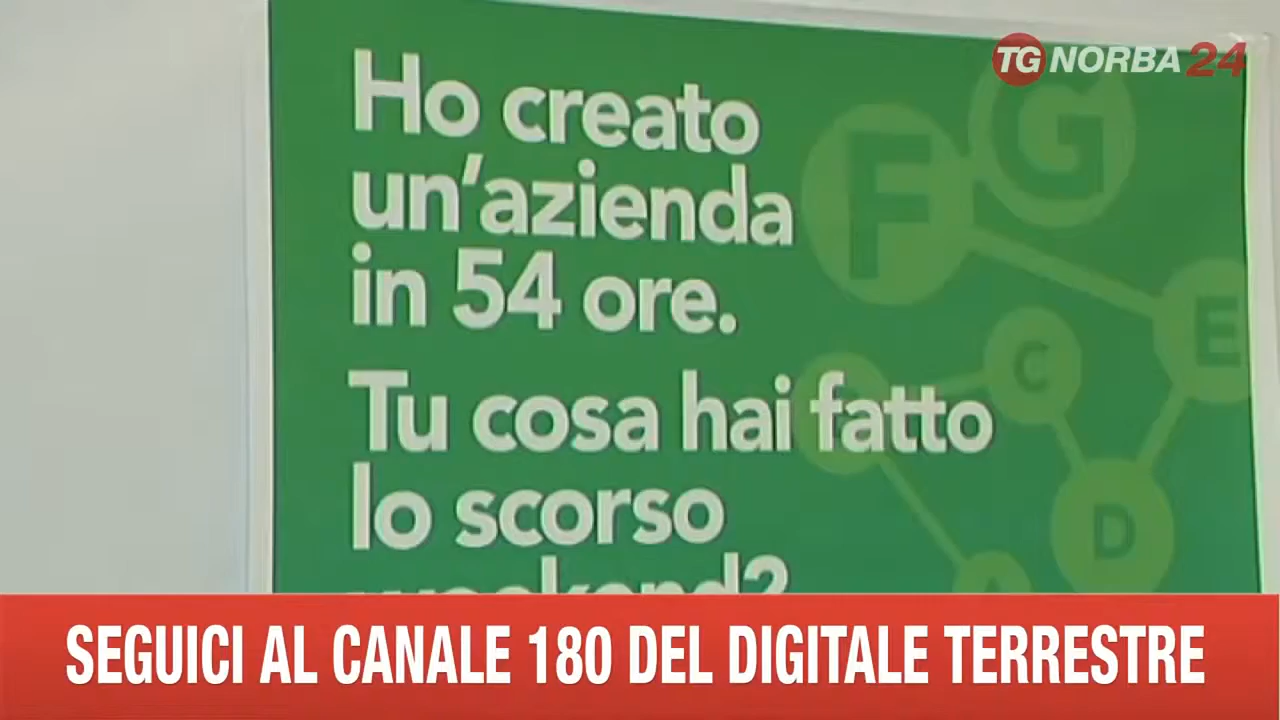 TG NORBA 24
Ho creato
un'azienda
in 54 ore.
Tu cosa hai fatto
lo scorso
weekend?
F
G
E
C
D
A
SEGUICI AL CANALE 180 DEL DIGITALE TERRESTRE